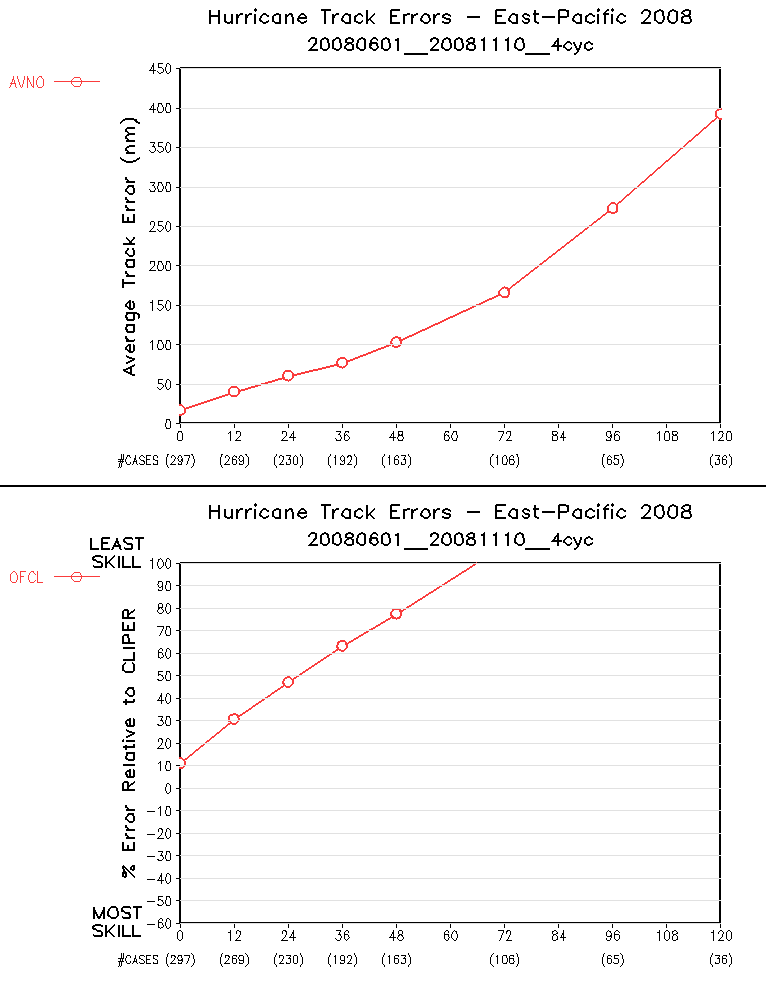 Hurricane Track Errors - East-Pacific 2008
20080601__20081110__4cyc
AVNO
Average Track Error (nm)
450
400
350
300
250
200
150
100
50
0
0 12 24 36 48 60 72 84 96 108 120
#CASES (297) (269) (230) (192) (163) (106) (65) (36)
Hurricane Track Errors - East-Pacific 2008
20080601__20081110__4cyc
LEAST
SKILL
OFCL
% Error Relative to CLIPER
100
90
80
70
60
50
40
30
20
10
0
-10
-20
-30
-40
-50
-60
MOST
SKILL
0 12 24 36 48 60 72 84 96 108 120
#CASES (297) (269) (230) (192) (163) (106) (65) (36)